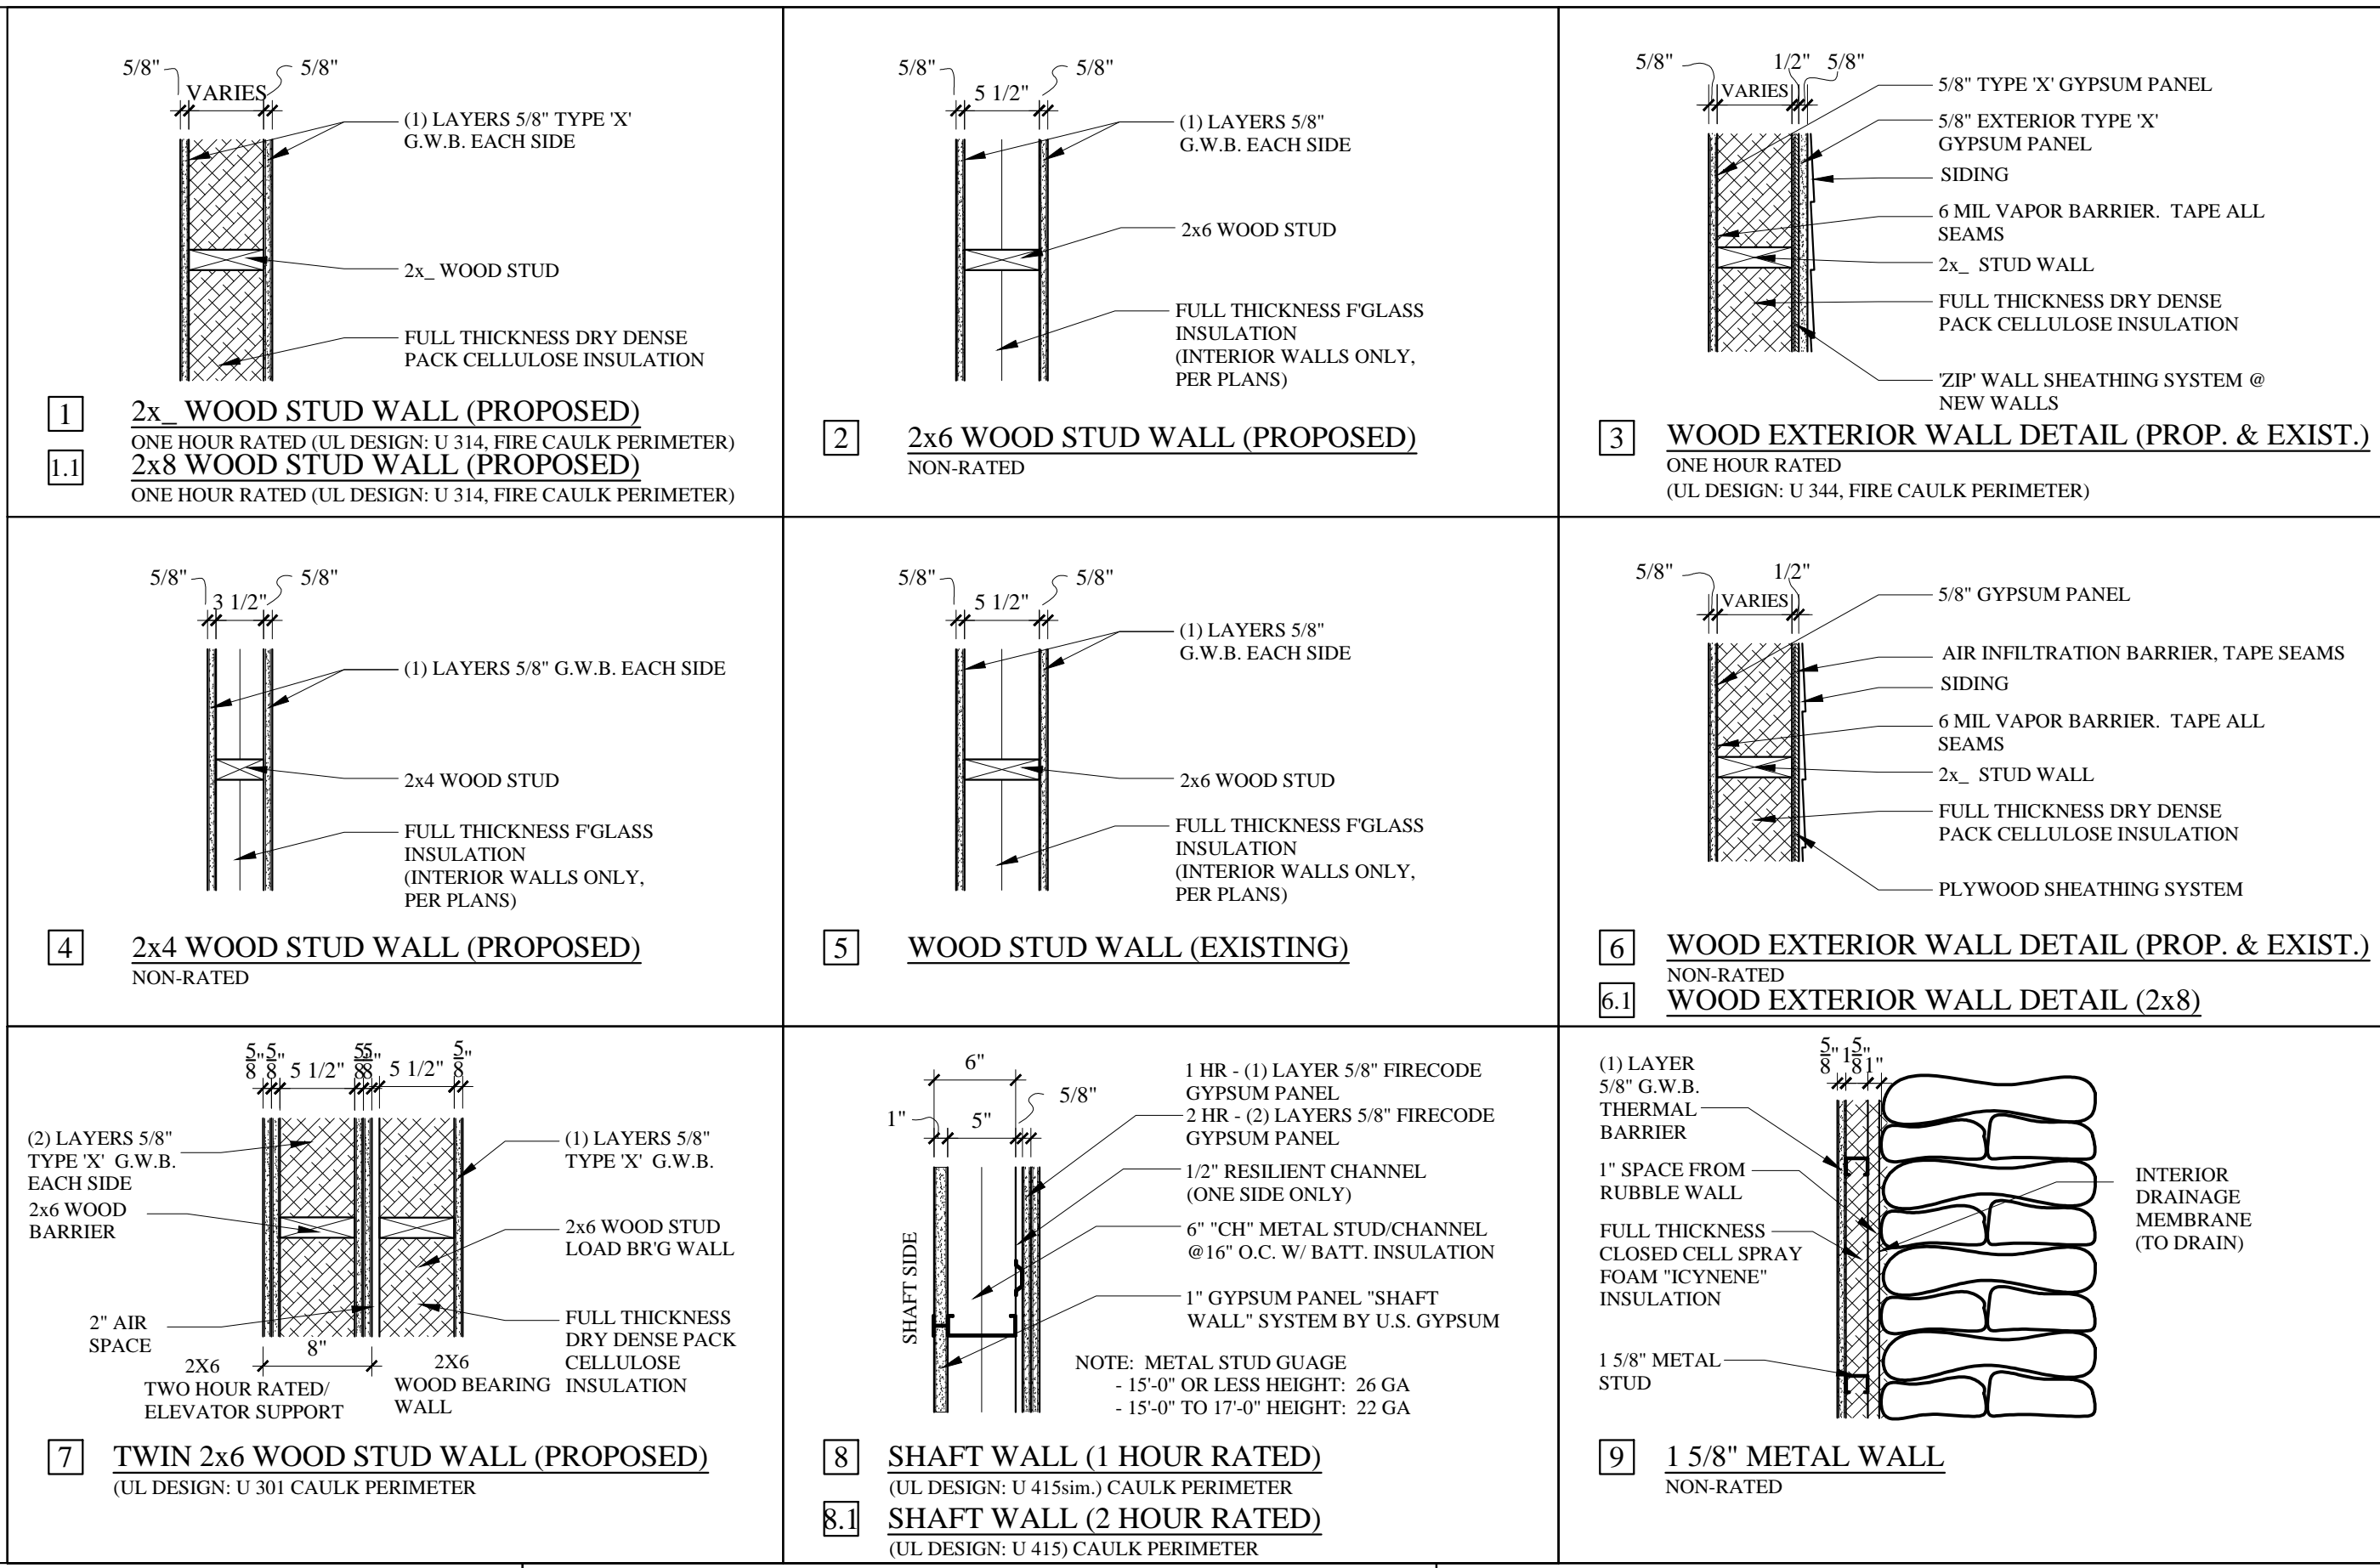 5/8" 5/8"
VARIES
(1) LAYERS 5/8" TYPE 'X'
G.W.B. EACH SIDE
2x_ WOOD STUD
FULL THICKNESS DRY DENSE
PACK CELLULOSE INSULATION
1 2x_ WOOD STUD WALL (PROPOSED)
ONE HOUR RATED (UL DESIGN: U 314, FIRE CAULK PERIMETER)
1.1 2x8 WOOD STUD WALL (PROPOSED)
ONE HOUR RATED (UL DESIGN: U 314, FIRE CAULK PERIMETER)
5/8" 5/8"
5 1/2"
(1) LAYERS 5/8"
G.W.B. EACH SIDE
2x6 WOOD STUD
FULL THICKNESS F'GLASS
INSULATION
(INTERIOR WALLS ONLY,
PER PLANS)
2 2x6 WOOD STUD WALL (PROPOSED)
NON-RATED
5/8" 1/2" 5/8"
VARIES
5/8" TYPE 'X' GYPSUM PANEL
5/8" EXTERIOR TYPE 'X'
GYPSUM PANEL
SIDING
6 MIL VAPOR BARRIER. TAPE ALL
SEAMS
2x_ STUD WALL
FULL THICKNESS DRY DENSE
PACK CELLULOSE INSULATION
'ZIP' WALL SHEATHING SYSTEM @
NEW WALLS
3 WOOD EXTERIOR WALL DETAIL (PROP. & EXIST.)
ONE HOUR RATED
(UL DESIGN: U 344, FIRE CAULK PERIMETER)
5/8" 5/8"
3 1/2"
(1) LAYERS 5/8" G.W.B. EACH SIDE
2x4 WOOD STUD
FULL THICKNESS F'GLASS
INSULATION
(INTERIOR WALLS ONLY,
PER PLANS)
4 2x4 WOOD STUD WALL (PROPOSED)
NON-RATED
5/8" 5/8"
5 1/2"
(1) LAYERS 5/8"
G.W.B. EACH SIDE
2x6 WOOD STUD
FULL THICKNESS F'GLASS
INSULATION
(INTERIOR WALLS ONLY,
PER PLANS)
5 WOOD STUD WALL (EXISTING)
5/8" 1/2"
VARIES
5/8" GYPSUM PANEL
AIR INFILTRATION BARRIER, TAPE SEAMS
SIDING
6 MIL VAPOR BARRIER. TAPE ALL
SEAMS
2x_ STUD WALL
FULL THICKNESS DRY DENSE
PACK CELLULOSE INSULATION
PLYWOOD SHEATHING SYSTEM
6 WOOD EXTERIOR WALL DETAIL (PROP. & EXIST.)
NON-RATED
6.1 WOOD EXTERIOR WALL DETAIL (2x8)
5/8" 5/8" 5 1/2" 5/8 5/8" 5 1/2" 5/8"
(2) LAYERS 5/8"
TYPE 'X' G.W.B.
EACH SIDE
2x6 WOOD
BARRIER
2" AIR
SPACE
8"
2X6
TWO HOUR RATED/
ELEVATOR SUPPORT
2X6
WOOD BEARING
WALL
(1) LAYERS 5/8"
TYPE 'X' G.W.B.
2x6 WOOD STUD
LOAD BR'G WALL
FULL THICKNESS
DRY DENSE PACK
CELLULOSE
INSULATION
7 TWIN 2x6 WOOD STUD WALL (PROPOSED)
(UL DESIGN: U 301 CAULK PERIMETER
6"
5/8"
1" 5"
SHAFT SIDE
1 HR - (1) LAYER 5/8" FIRECODE
GYPSUM PANEL
2 HR - (2) LAYERS 5/8" FIRECODE
GYPSUM PANEL
1/2" RESILIENT CHANNEL
(ONE SIDE ONLY)
6" "CH" METAL STUD/CHANNEL
@16" O.C. W/ BATT. INSULATION
1" GYPSUM PANEL "SHAFT
WALL" SYSTEM BY U.S. GYPSUM
NOTE: METAL STUD GUAGE
- 15'-0" OR LESS HEIGHT: 26 GA
- 15'-0" TO 17'-0" HEIGHT: 22 GA
8 SHAFT WALL (1 HOUR RATED)
(UL DESIGN: U 415sim.) CAULK PERIMETER
8.1 SHAFT WALL (2 HOUR RATED)
(UL DESIGN: U 415) CAULK PERIMETER
5/8" 1 5/8" 1"
(1) LAYER
5/8" G.W.B.
THERMAL
BARRIER
1" SPACE FROM
RUBBLE WALL
FULL THICKNESS
CLOSED CELL SPRAY
FOAM "ICYNENE"
INSULATION
1 5/8" METAL
STUD
INTERIOR
DRAINAGE
MEMBRANE
(TO DRAIN)
9 1 5/8" METAL WALL
NON-RATED